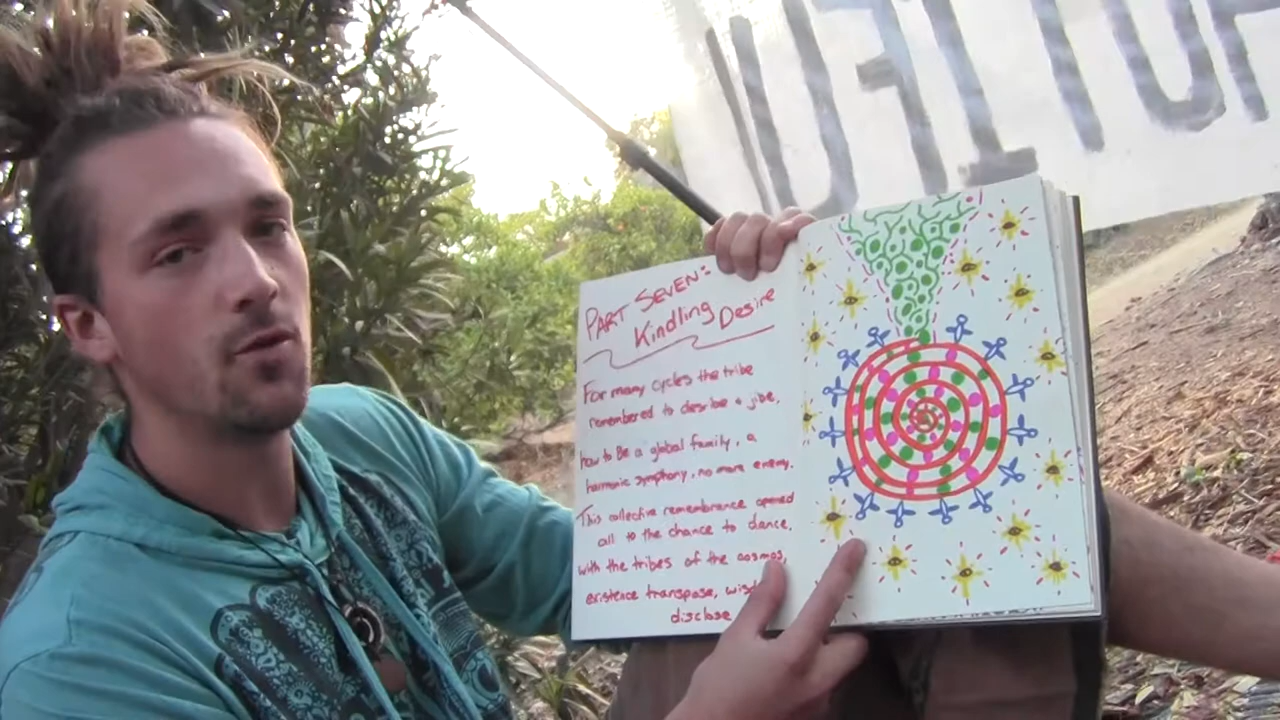 PART SEVEN:
Kindling Desire
For many cycles the tribe
remembered to describe & jibe,
how to Be a global family, a
harmonic symphony, no more enemy.
This collective remembrance opened
all to the chance to dance,
with the tribes of the cosmos,
existence transpose,
disclose